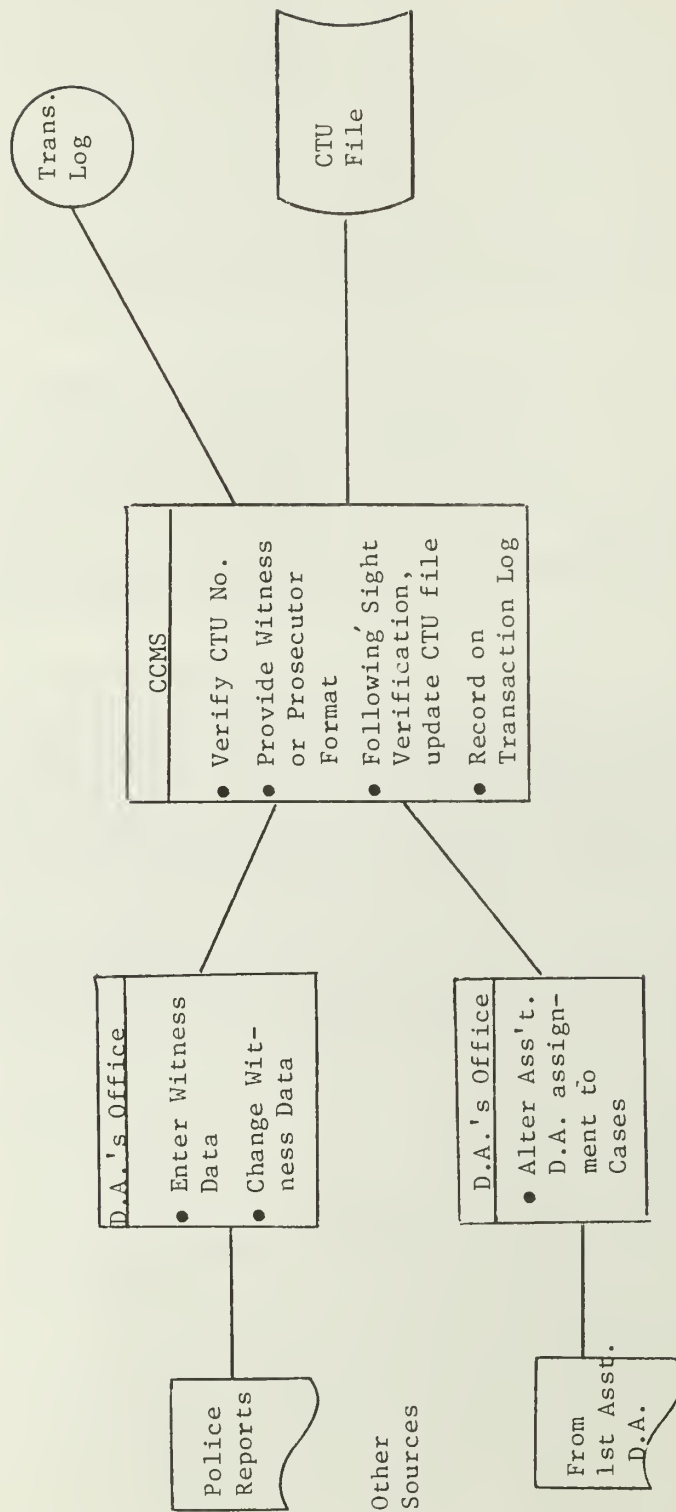 Police
Reports
Other
Sources
From
1st Asst.
D.A.
D.A.'s Office
• Enter Witness
Data
• Change Wit-
ness Data
D.A.'s Office
• Alter Ass't.
D.A. assign-
ment to
Cases
CCMS
• Verify CTU No.
• Provide Witness
or Prosecutor
Format
• Following Sight
Verification,
update CTU file
• Record on
Transaction Log
Trans.
Log
CTU
File